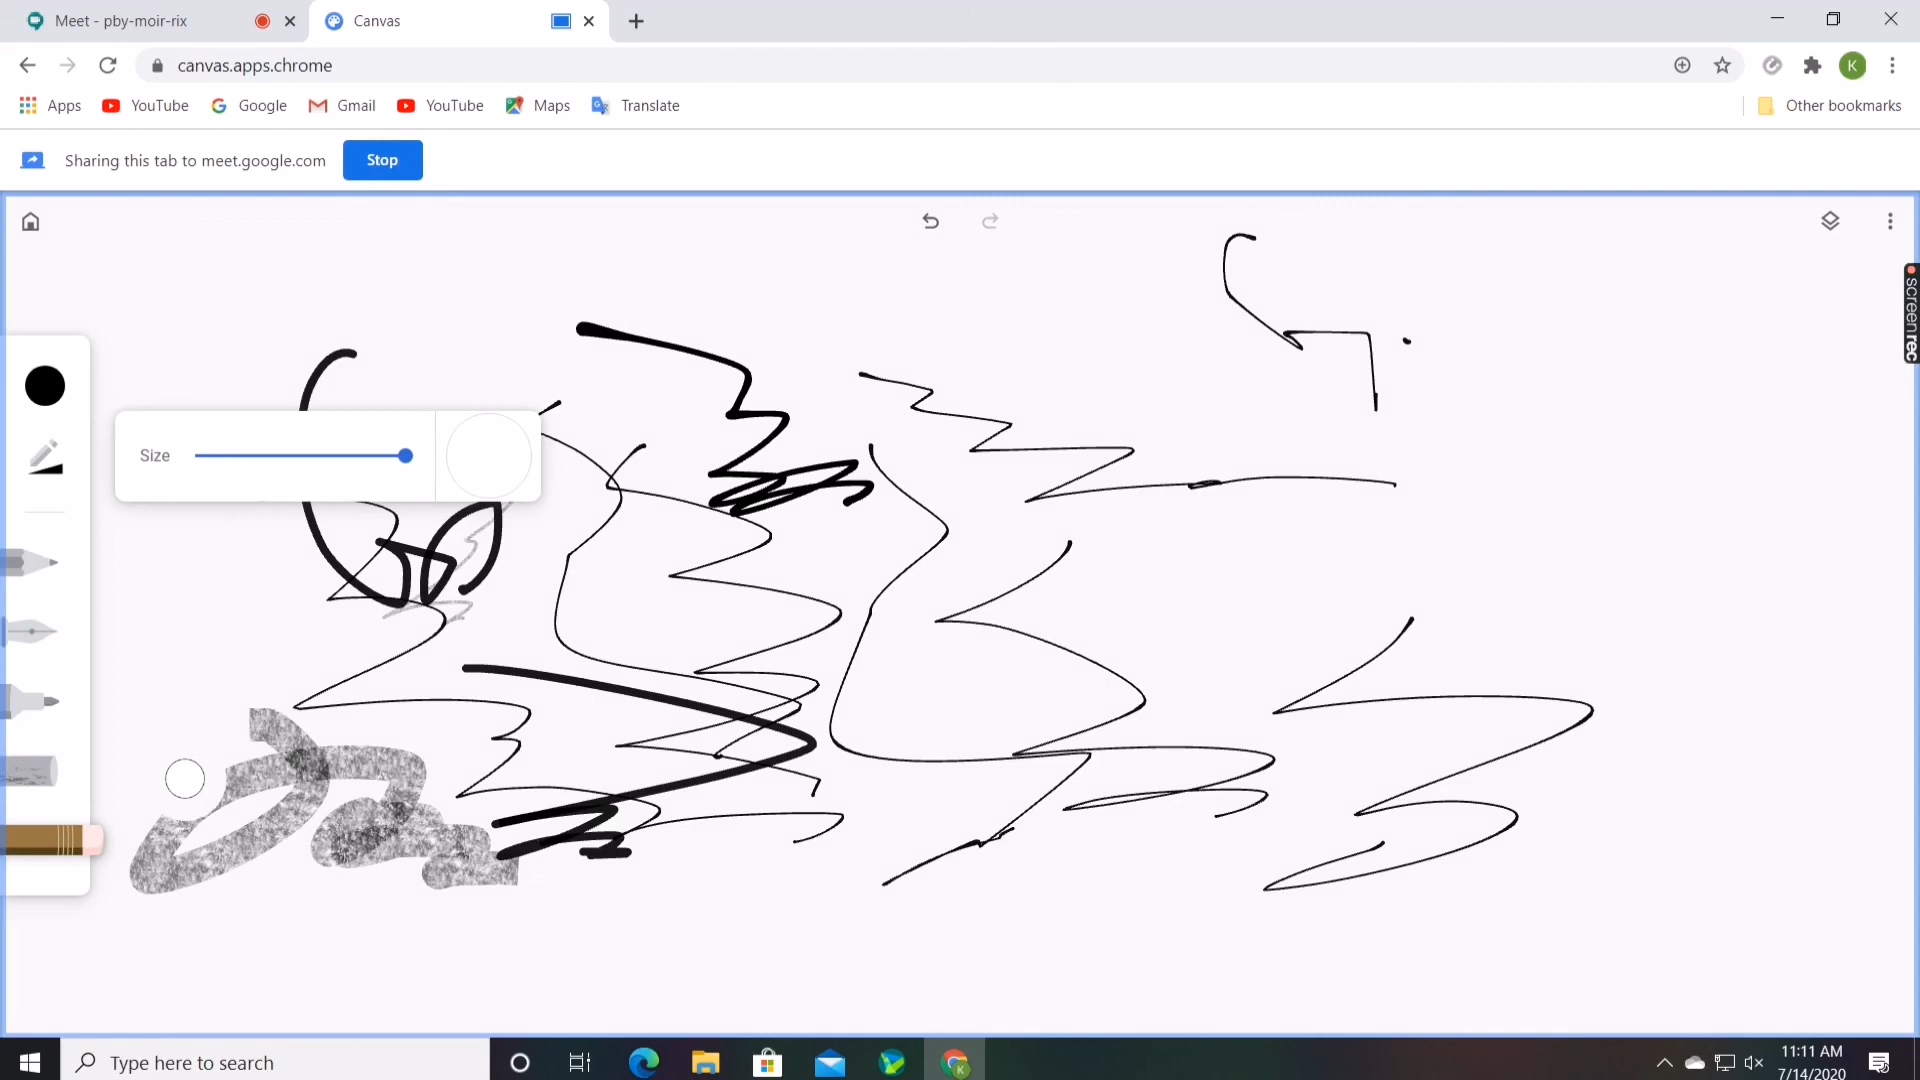 Meet - pby-moir-rix
Canvas
canvas.apps.chrome
K
Apps YouTube Google Gmail YouTube Maps Translate
Other bookmarks
Sharing this tab to meet.google.com Stop
screenrec
Size
Type here to search
K
11:11 AM
7/14/2020